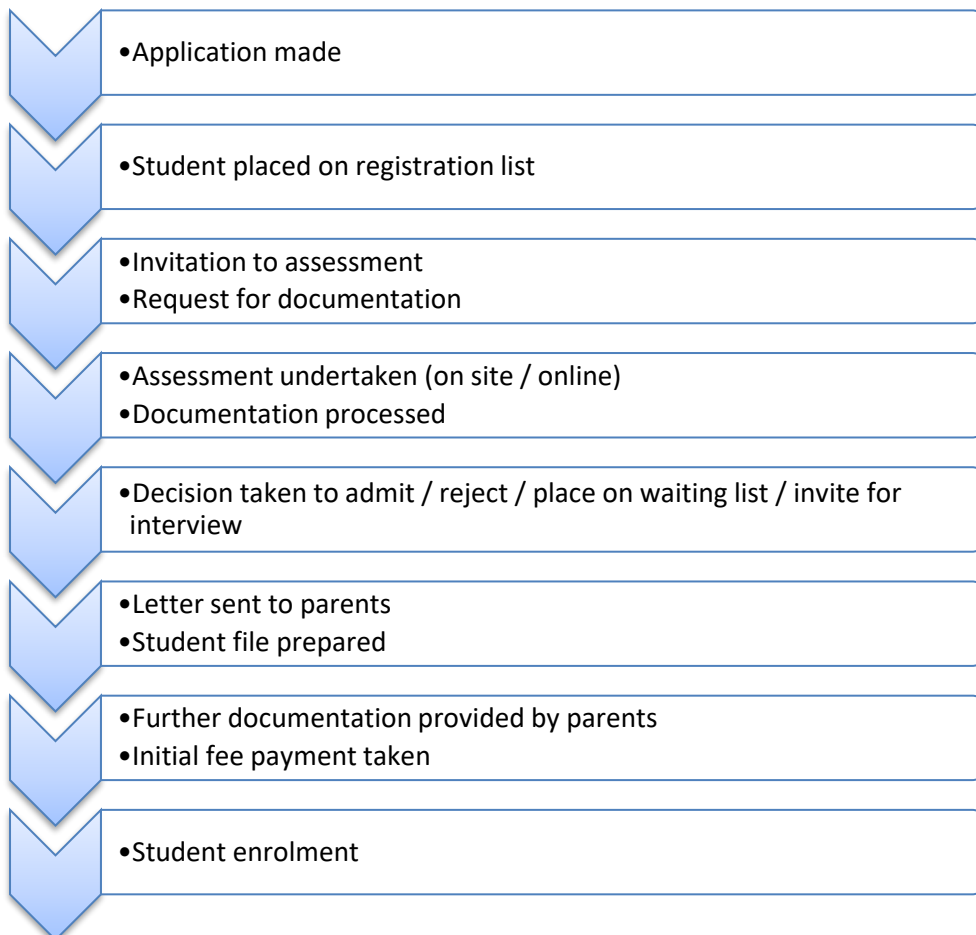 •Application made
•Student placed on registration list
•Invitation to assessment
•Request for documentation
•Assessment undertaken (on site / online)
•Documentation processed
•Decision taken to admit / reject / place on waiting list / invite for
interview
•Letter sent to parents
•Student file prepared
•Further documentation provided by parents
•Initial fee payment taken
•Student enrolment